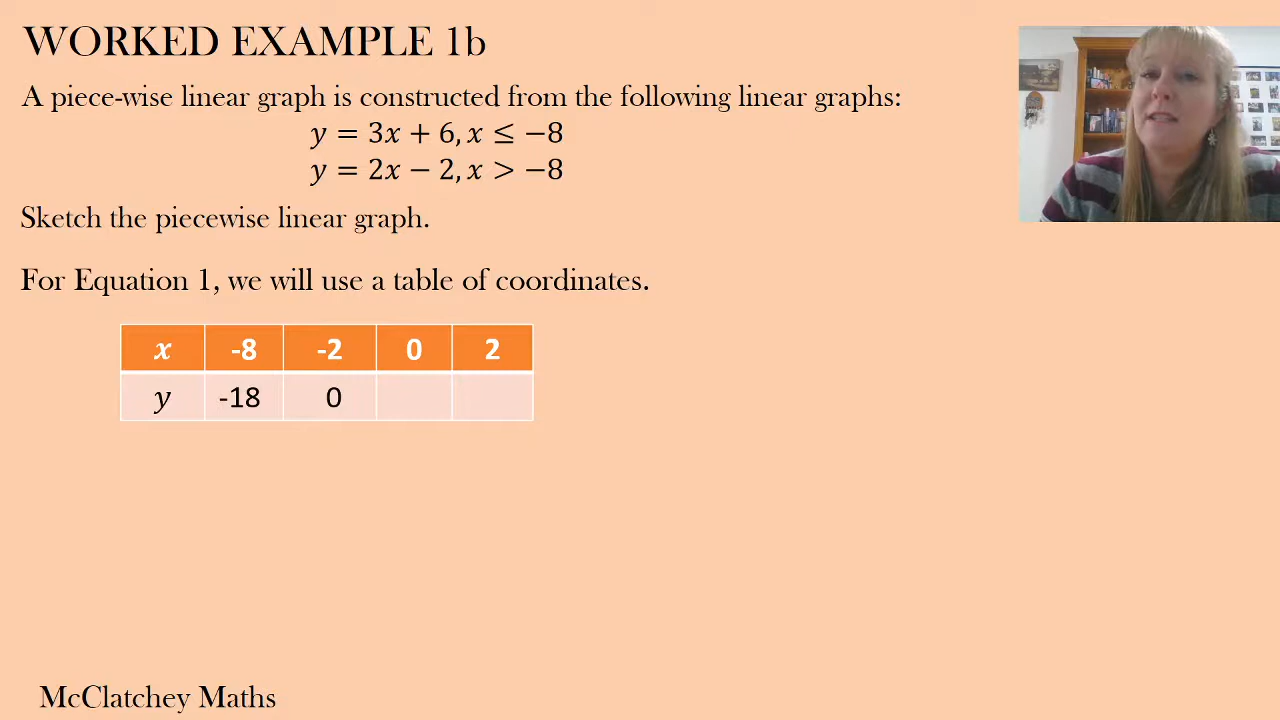 WORKED EXAMPLE 1b
A piece-wise linear graph is constructed from the following linear graphs:
𝑦 = 3𝑥 + 6, 𝑥 ≤ −8
𝑦 = 2𝑥 − 2, 𝑥 > −8
Sketch the piecewise linear graph.
For Equation 1, we will use a table of coordinates.
𝒙 -8 -2 0 2
𝑦 -18 0
McClatchey Maths